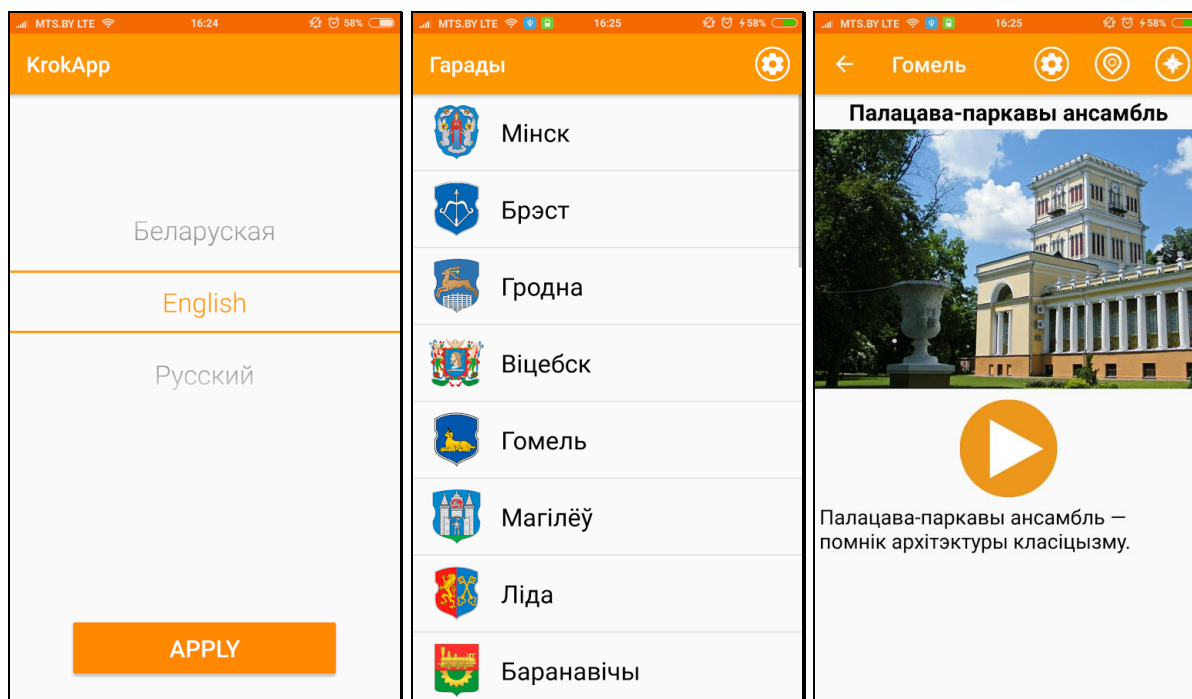 MTS.BY LTE 16:24 58%
KrokApp
Беларуская
English
Русский
APPLY
MTS.BY LTE 16:25 58%
Гарады
Мінск
Брэст
Гродна
Віцебск
Гомель
Магілёў
Ліда
Баранавічы
MTS.BY LTE 16:25 58%
Гомель
Палацава-паркавы ансамбль
Палацава-паркавы ансамбль —
помнік архітэктуры класіцызму.